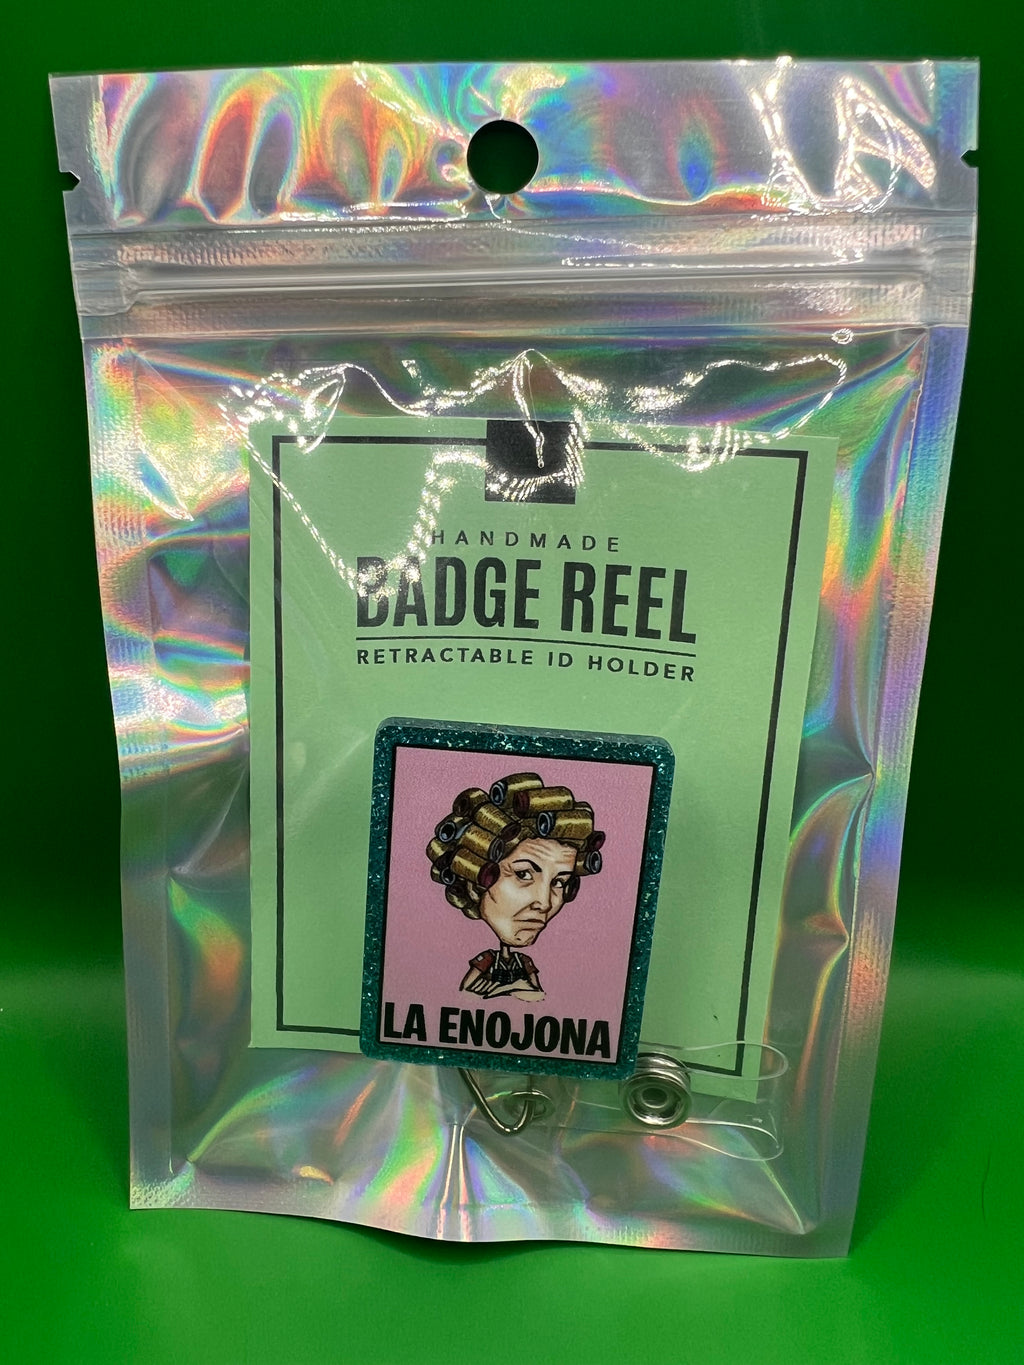 HANDMADE
BADGE REEL
RETRACTABLE ID HOLDER
LA ENOJONA